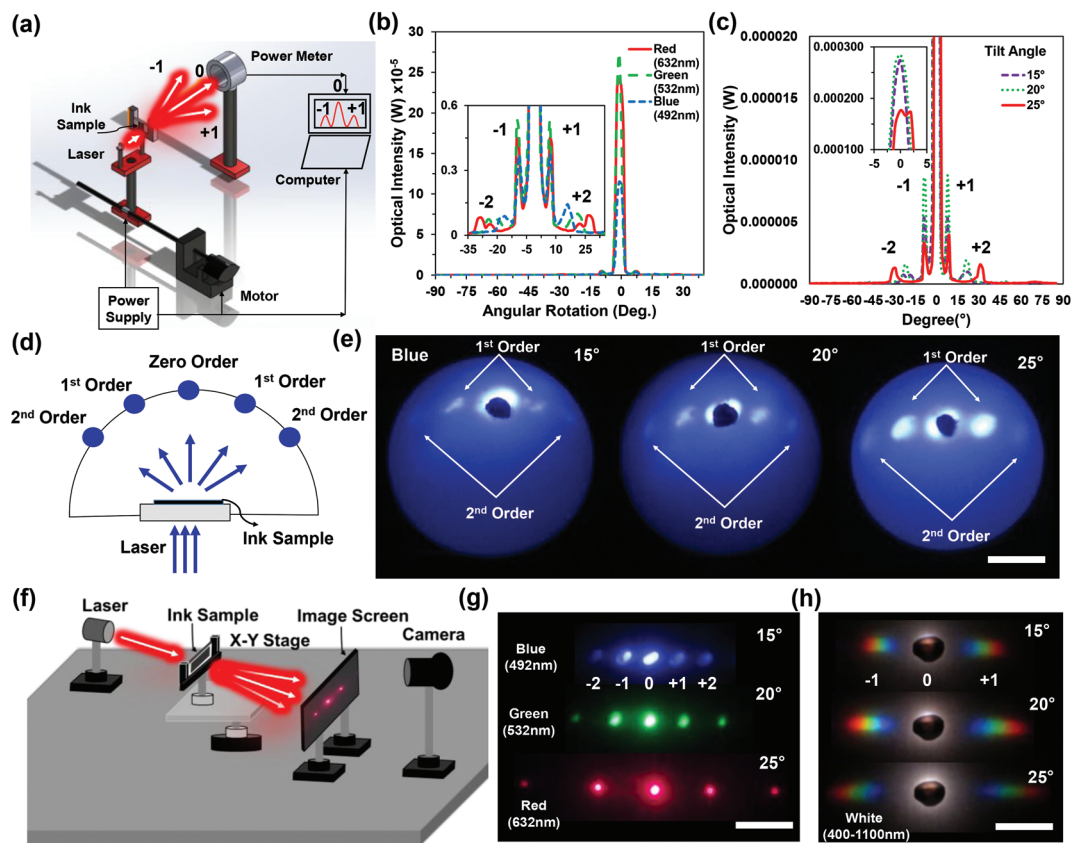 (a)
-1
0
+1
Power Meter
Ink
Sample
Laser
0
-1
+1
Computer
Power
Supply
Motor
(b)
Optical Intensity (W) x10⁻⁵
30
25
20
15
10
5
0
-90
-75
-60
-45
-30
-15
0
15
30
Angular Rotation (Deg.)
Red
(632nm)
Green
(532nm)
Blue
(492nm)
0.6
0.3
0
-35
-25
-15
-5
5
10
25
-1
+1
-2
+2
(c)
Optical Intensity (W)
0.000020
0.000015
0.000010
0.000005
0.000000
-90
-75
-60
-45
-30
-15
0
15
30
45
60
75
90
Degree(°)
Tilt Angle
15°
20°
25°
0.000300
0.000200
0.000100
-5
0
5
-1
+1
-2
+2
(d)
Zero Order
1st Order
1st Order
2nd Order
2nd Order
Laser
Ink Sample
(e)
Blue
1st Order
15°
2nd Order
1st Order
20°
2nd Order
1st Order
25°
2nd Order
(f)
Laser
Ink Sample
X-Y Stage
Image Screen
Camera
(g)
15°
Blue
(492nm)
-2 -1 0 +1 +2
20°
Green
(532nm)
25°
Red
(632nm)
(h)
15°
-1 0 +1
20°
25°
White
(400-1100nm)